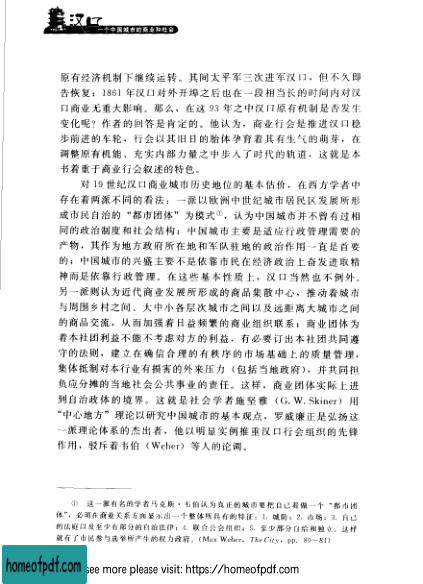 汉口
一个中国城市的商业和社会
原有经济机制下继续运转。其间太平军三次进军汉口，但不久即
告恢复；1861 年汉口对外开埠之后也在一段相当长的时间内对汉
口商业无重大影响。那么，在这 93 年之中汉口原有机制是否发生
变化呢？作者的回答是肯定的。他认为，商业行会是推进汉口稳
步前进的车轮，行会以其旧日的胎体孕育着其有生气的萌芽，在
调整原有机能、充实内部力量之中步入了时代的轨道，这就是本
书着重于商业行会叙述的特色。
对 19 世纪汉口商业城市历史地位的基本估价，在西方学者中
存在着两派不同的看法：一派以欧洲中世纪城市居民区发展所形
成市民自治的“都市团体”为模式①，认为中国城市并不曾有过相
同的政治制度和社会结构；中国城市主要是适应行政管理需要的
产物，其作为地方政府所在地和军队驻地的政治作用一直是首要
的；中国城市的兴盛主要不是依靠市民在经济政治上奋发进取精
神而是依靠行政管理。在这些基本性质上，汉口当然也不例外。
另一派则认为近代商业发展所形成的商品集散中心，推动着城市
与周围乡村之间、大中小各层次城市之间以及远距离大城市之间
的商品交流，从而加强着日益频繁的商业组织联系；商业团体为
着本社团利益不能不考虑对方的利益，有必要订出本社团共同遵
守的法则，建立在确信合理的有秩序的市场基础上的质量管理，
集体抵制对本行业有损害的外来压力（包括当地政府），并共同担
负应分摊的当地社会公共事业的责任。这样，商业团体实际上进
到自治政体的境界。这就是社会学者施坚雅（G. W. Skiner）用
“中心地方”理论以研究中国城市的基本观点，罗威廉正是弘扬这
一派理论体系的杰出者，他以明显实例推重汉口行会组织的先锋
作用，驳斥着韦伯（Weber）等人的论调。
① 这一派有名的学者马克斯·韦伯认为真正的城市要把自己看做一个“都市团
体”，必须在商业关系方面显示出一个整体所具有的特征：1. 城防；2. 市场；3. 自己
的法庭以及至少有部分的自治法律；4. 联合公会组织；5. 至少部分自给和独立。这样
就有了市民参与选举所产生的权力政府。（Max Weber, The City, pp. 80—81）
homeofpdf.com
see more please visit: https://homeofpdf.com